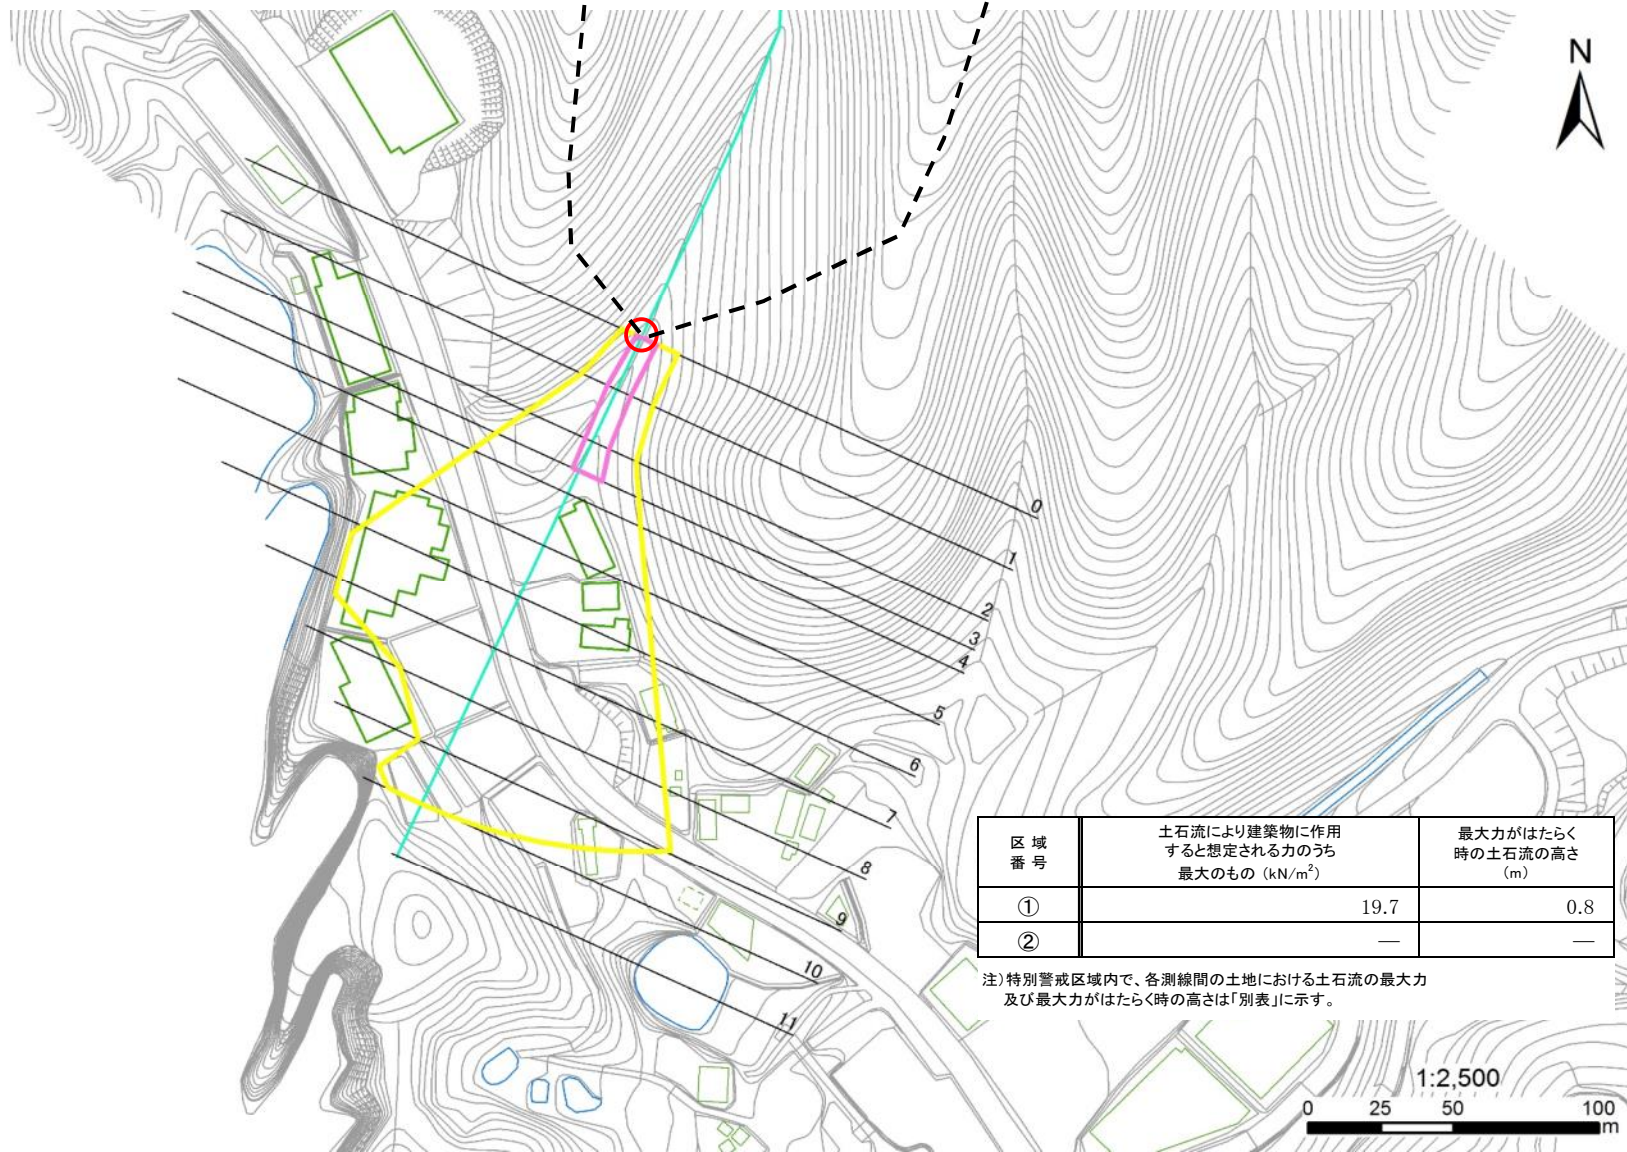 N
0
1
2
3
4
5
6
7
8
9
10
11
区域
番号
土石流により建築物に作用
すると想定される力のうち
最大のもの (kN/m²)
最大力がはたらく
時の土石流の高さ
(m)
① 19.7 0.8
② — —
注)特別警戒区域内で、各測線間の土地における土石流の最大力
及び最大力がはたらく時の高さは「別表」に示す。
1:2,500
0 25 50 100
m